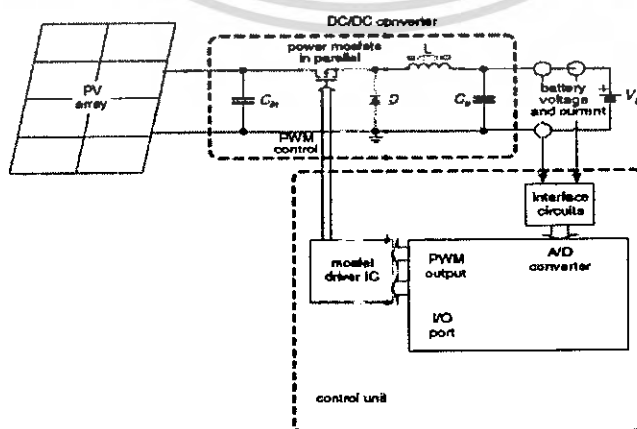 DC/DC converter
power mosfets
in parallel
L
PV
array
Cin
D
battery
voltage
and current
PWM
control
interface
circuits
mosfet
driver IC
PWM
output
A/D
converter
I/O
port
control unit